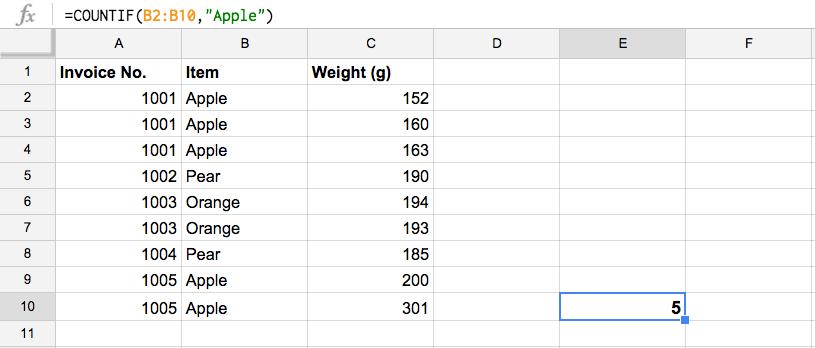 fx =COUNTIF(B2:B10,"Apple")
A B C D E F
1 Invoice No. Item Weight (g)
2 1001 Apple 152
3 1001 Apple 160
4 1001 Apple 163
5 1002 Pear 190
6 1003 Orange 194
7 1003 Orange 193
8 1004 Pear 185
9 1005 Apple 200
10 1005 Apple 301 5
11